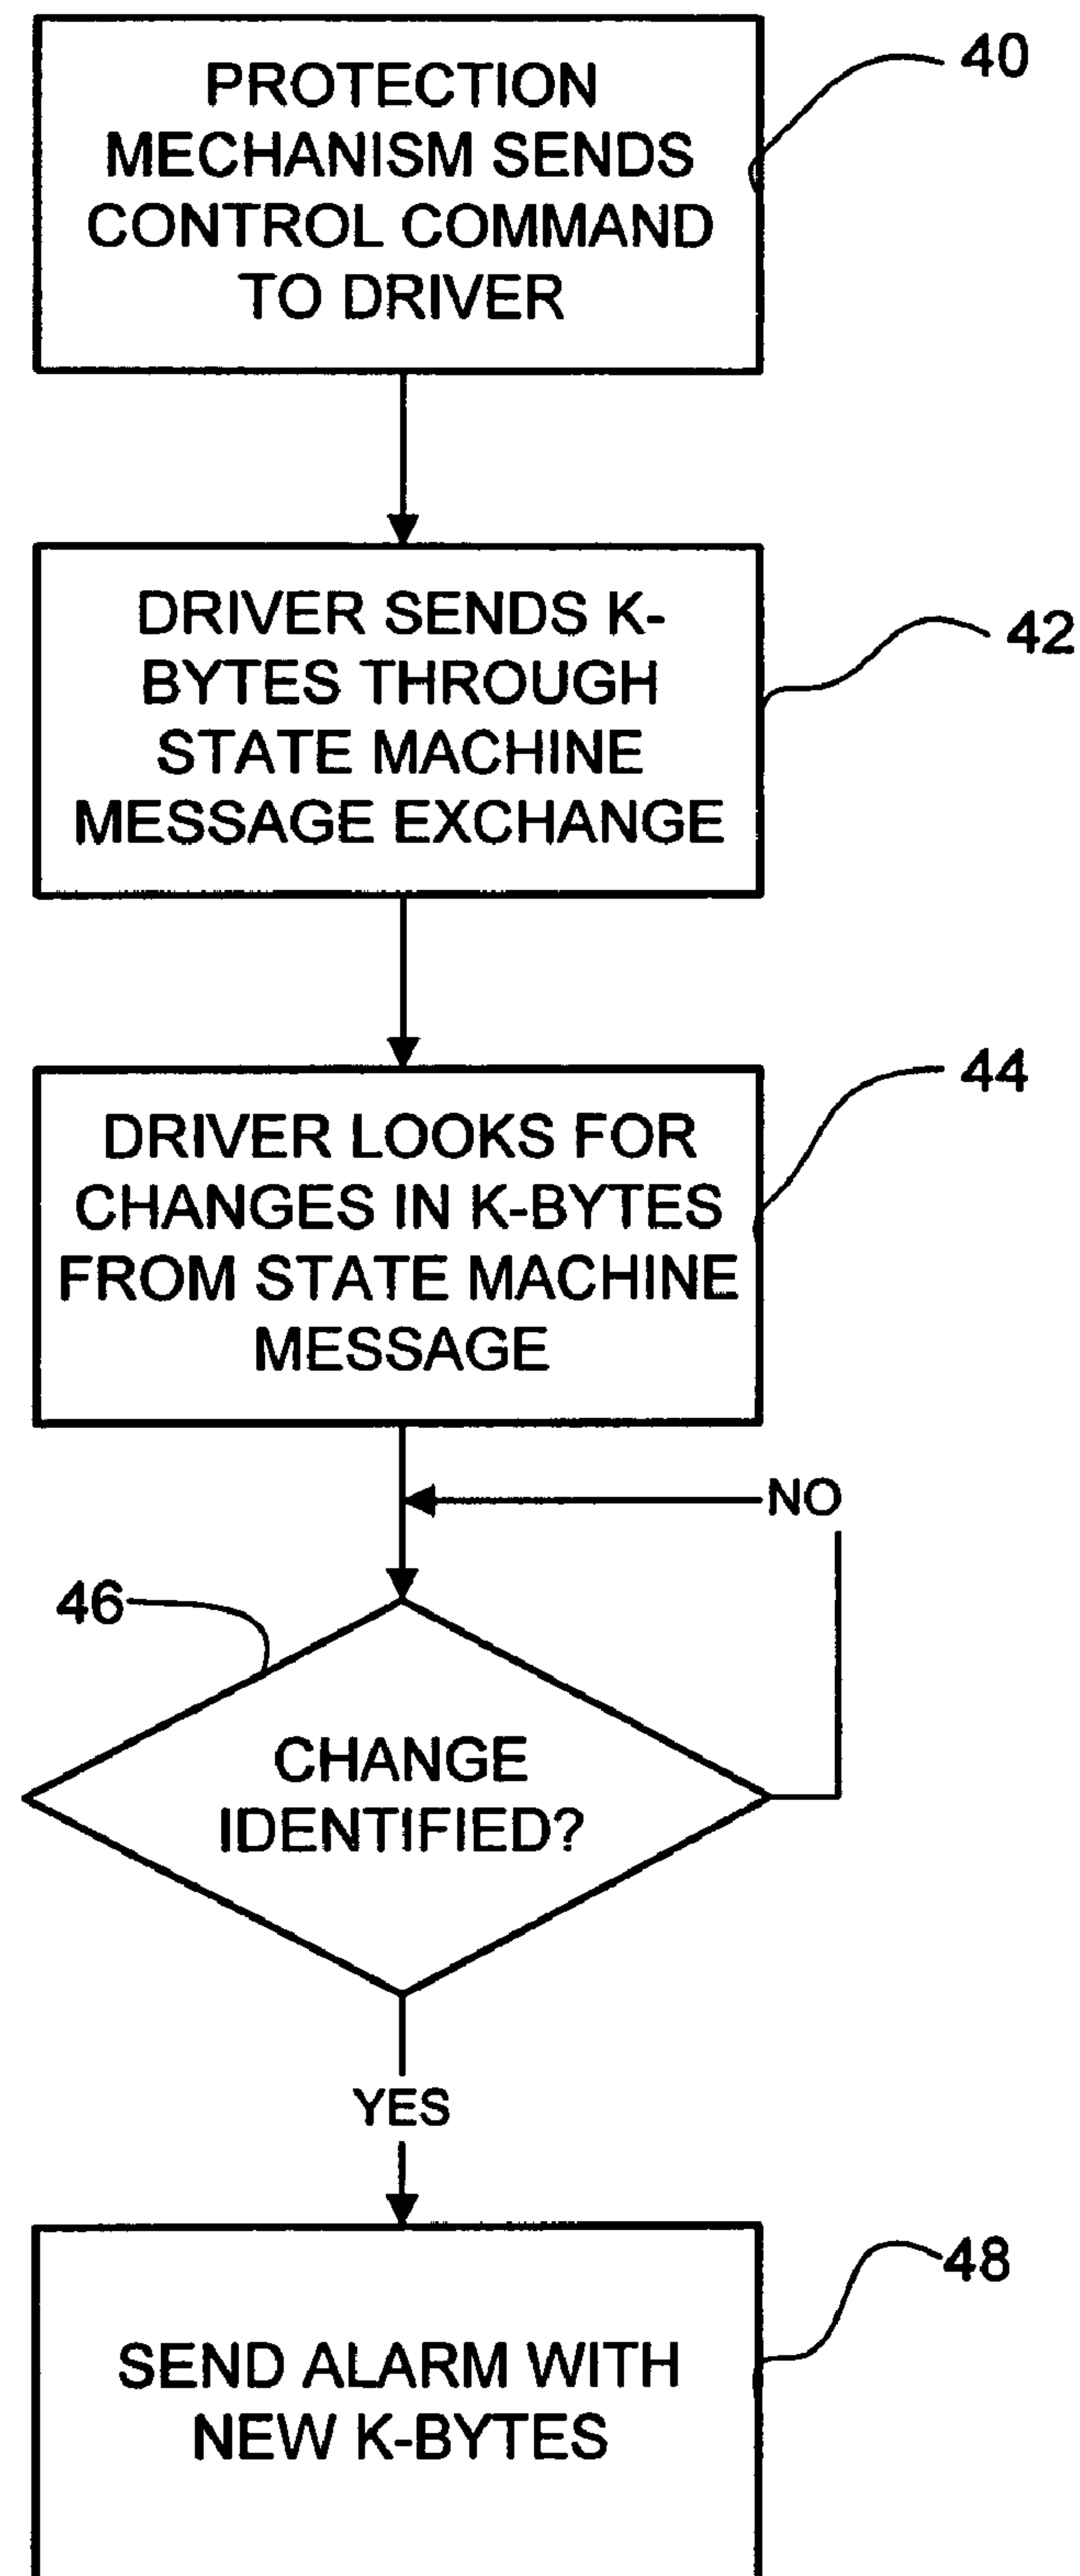 PROTECTION
MECHANISM SENDS
CONTROL COMMAND
TO DRIVER
40
DRIVER SENDS K-
BYTES THROUGH
STATE MACHINE
MESSAGE EXCHANGE
42
DRIVER LOOKS FOR
CHANGES IN K-BYTES
FROM STATE MACHINE
MESSAGE
44
NO
46
CHANGE
IDENTIFIED?
YES
SEND ALARM WITH
NEW K-BYTES
48